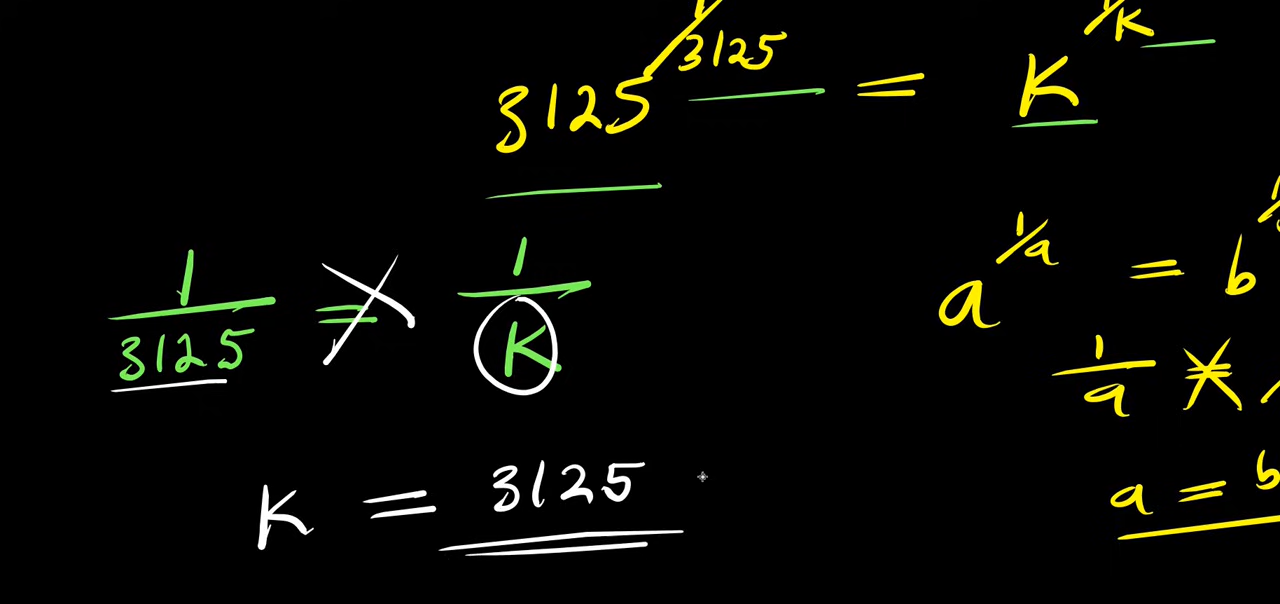 3125^1/3125 = K^1/K
1/3125 = 1/K
a^1/a = b
1/a
K = 3125
a = b